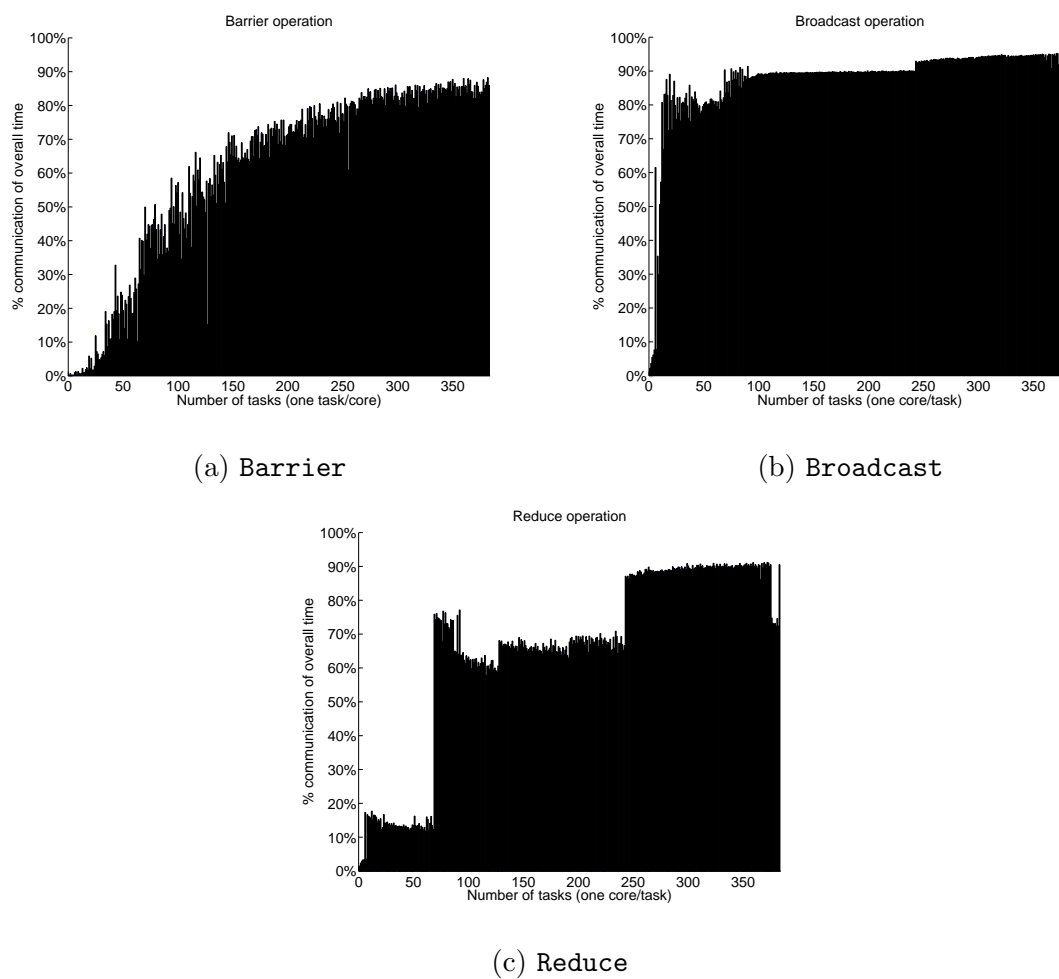 Barrier operation
100%
90%
80%
70%
60%
50%
40%
30%
20%
10%
0%
% communication of overall time
0 50 100 150 200 250 300 350
Number of tasks (one task/core)
(a) Barrier
Broadcast operation
100%
90%
80%
70%
60%
50%
40%
30%
20%
10%
0%
% communication of overall time
0 50 100 150 200 250 300 350
Number of tasks (one core/task)
(b) Broadcast
Reduce operation
100%
90%
80%
70%
60%
50%
40%
30%
20%
10%
0%
% communication of overall time
0 50 100 150 200 250 300 350
Number of tasks (one core/task)
(c) Reduce